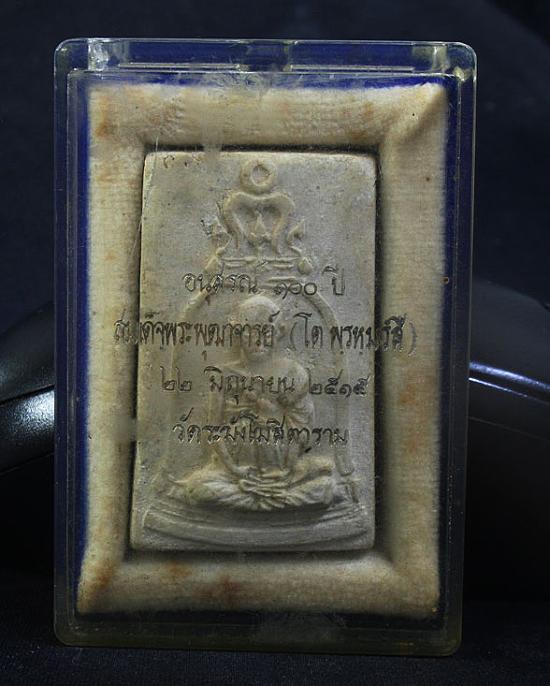 อนุสรณ์ ๑๐๐ ปี
สมเด็จพระพุฒาจารย์ (โต พรหมรังสี)
๒๒ มิถุนายน ๒๕๑๕
วัดระฆังโฆสิตาราม